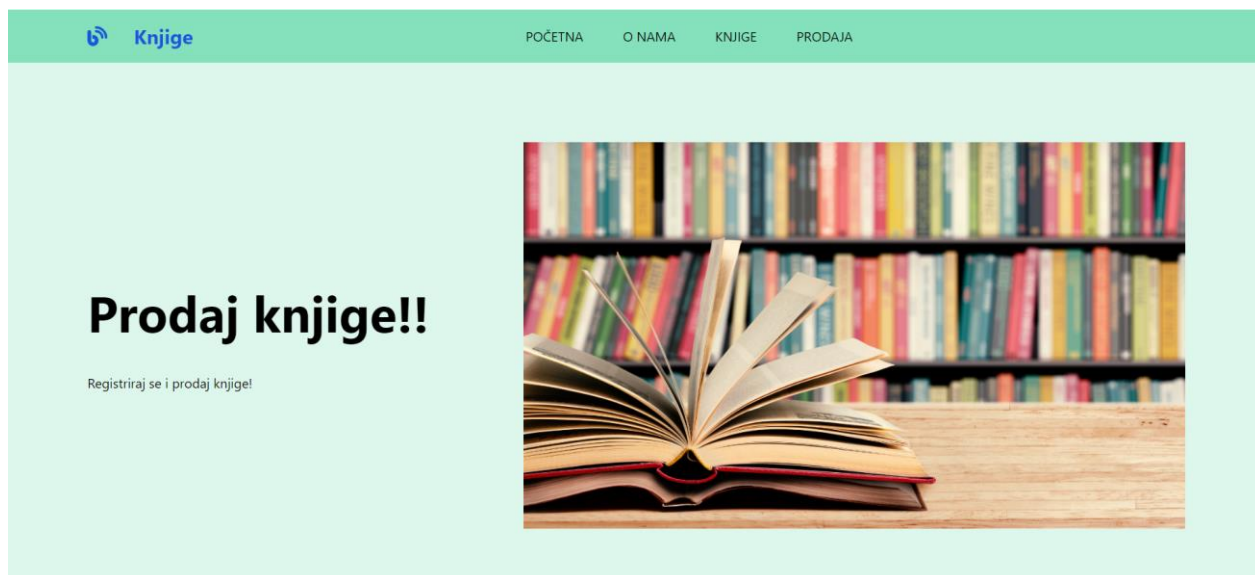 Knjige
POČETNA O NAMA KNJIGE PRODAJA
Prodaj knjige!!
Registriraj se i prodaj knjige!